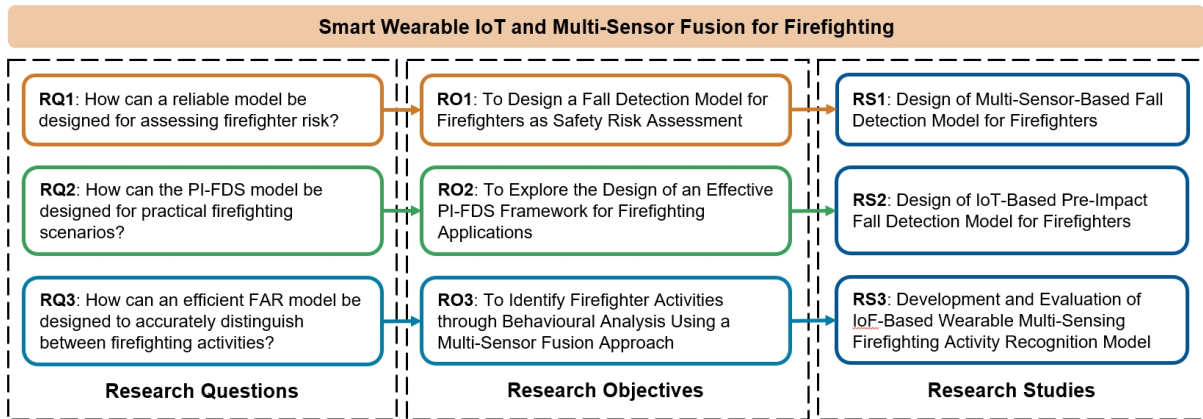 Smart Wearable IoT and Multi-Sensor Fusion for Firefighting
RQ1: How can a reliable model be
designed for assessing firefighter risk?
RO1: To Design a Fall Detection Model for
Firefighters as Safety Risk Assessment
RS1: Design of Multi-Sensor-Based Fall
Detection Model for Firefighters
RQ2: How can the PI-FDS model be
designed for practical firefighting
scenarios?
RO2: To Explore the Design of an Effective
PI-FDS Framework for Firefighting
Applications
RS2: Design of IoT-Based Pre-Impact
Fall Detection Model for Firefighters
RQ3: How can an efficient FAR model be
designed to accurately distinguish
between firefighting activities?
RO3: To Identify Firefighter Activities
through Behavioural Analysis Using a
Multi-Sensor Fusion Approach
RS3: Development and Evaluation of
IoF-Based Wearable Multi-Sensing
Firefighting Activity Recognition Model
Research Questions
Research Objectives
Research Studies